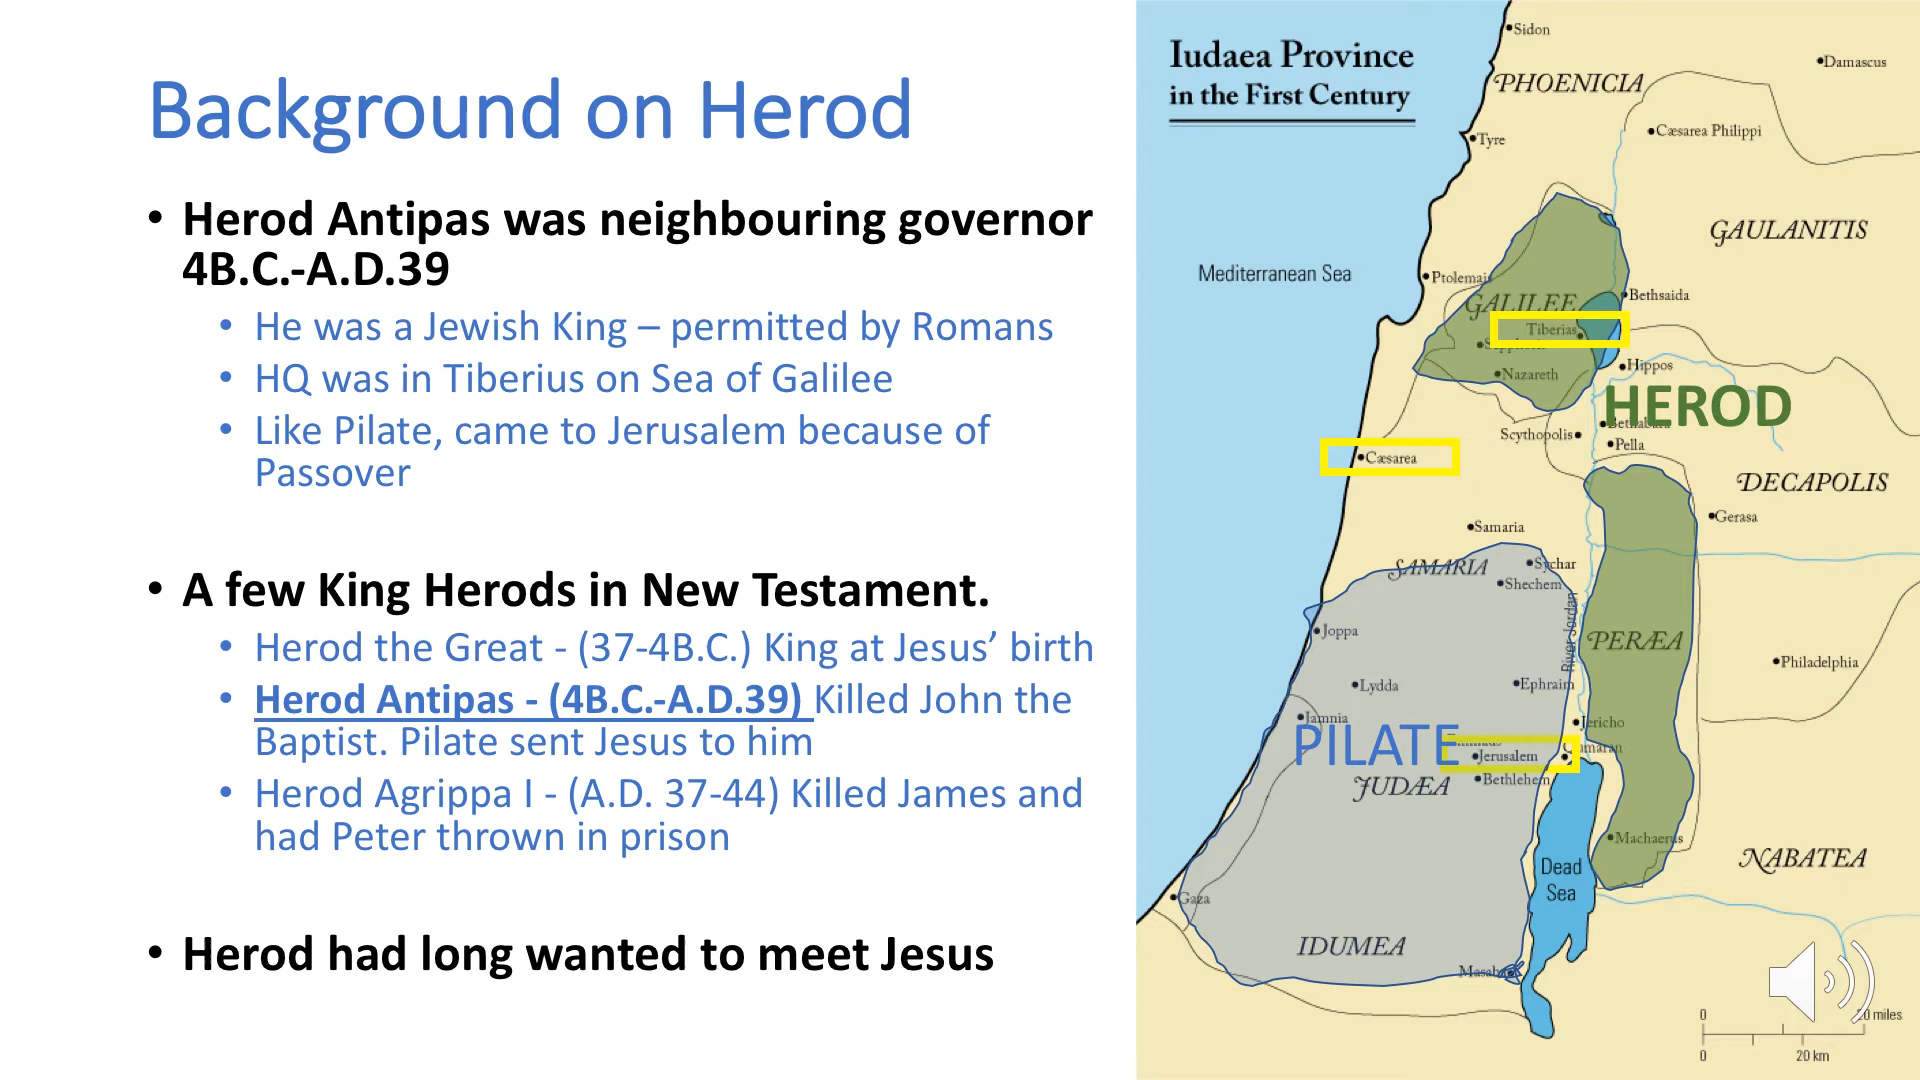 Background on Herod
• Herod Antipas was neighbouring governor
4B.C.-A.D.39
• He was a Jewish King – permitted by Romans
• HQ was in Tiberius on Sea of Galilee
• Like Pilate, came to Jerusalem because of
Passover
• A few King Herods in New Testament.
• Herod the Great - (37-4B.C.) King at Jesus’ birth
• Herod Antipas - (4B.C.-A.D.39) Killed John the
Baptist. Pilate sent Jesus to him
• Herod Agrippa I - (A.D. 37-44) Killed James and
had Peter thrown in prison
• Herod had long wanted to meet Jesus
Iudaea Province
in the First Century
Sidon
Damascus
PHOENICIA
Cæsarea Philippi
Tyre
GAULANITIS
Mediterranean Sea
Ptolemais
GALILEE
Bethsaida
Tiberias
Nazareth
Hippos
HEROD
Scythopolis
Pella
Cæsarea
DECAPOLIS
Gerasa
Samaria
SAMARIA
Sychar
Shechem
River Jordan
Joppa
PERÆA
Philadelphia
Lydda
Ephraim
Jamnia
Jericho
PILATE
Jerusalem
Bethlehem
JUDÆA
Machaerus
NABATEA
Dead
Sea
Gaza
IDUMEA
0
miles
0
20 km